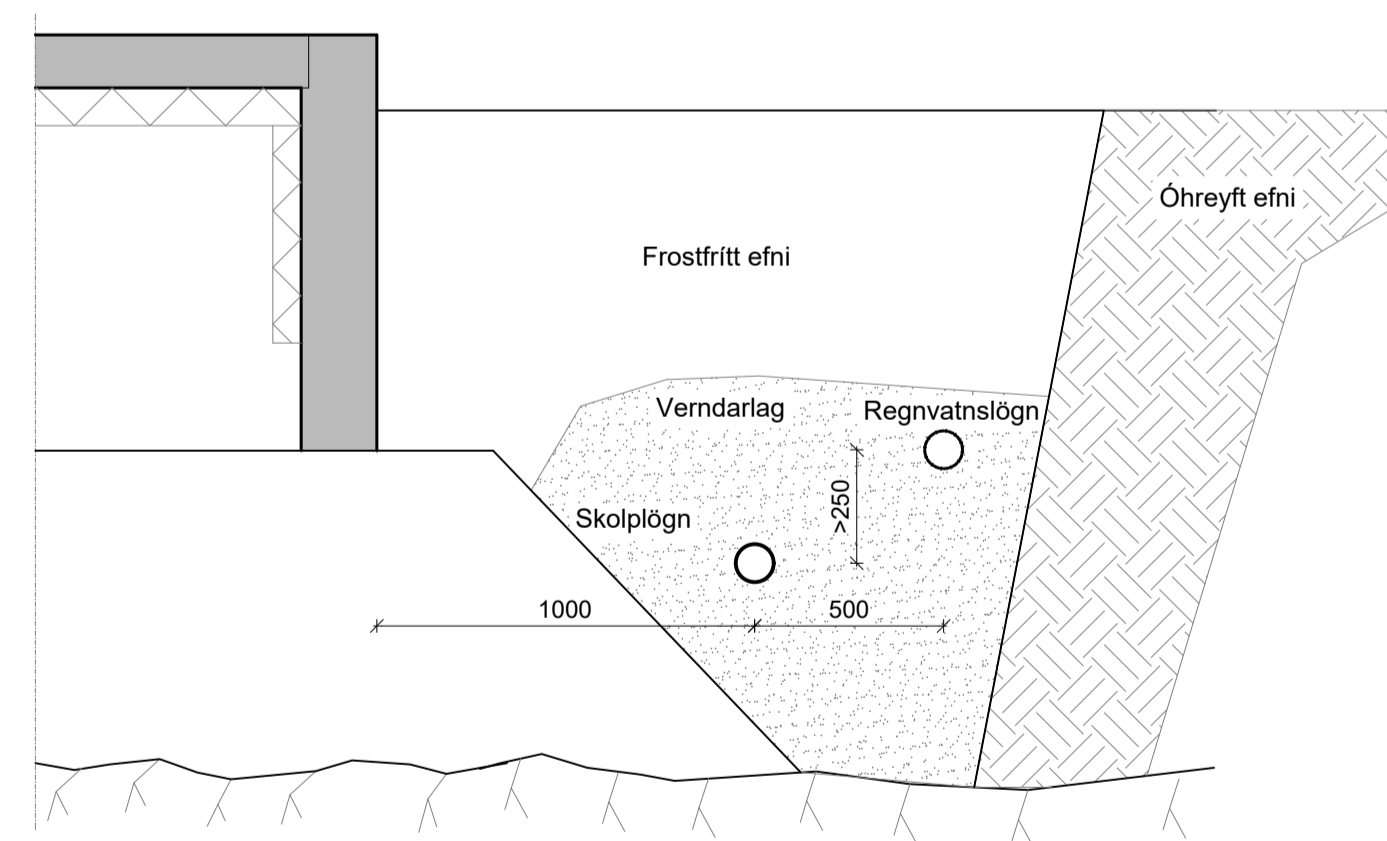 Óhreyft efni
Frostfrítt efni
Verndarlag
Regnvatnslögn
>250
Skolplögn
1000
500